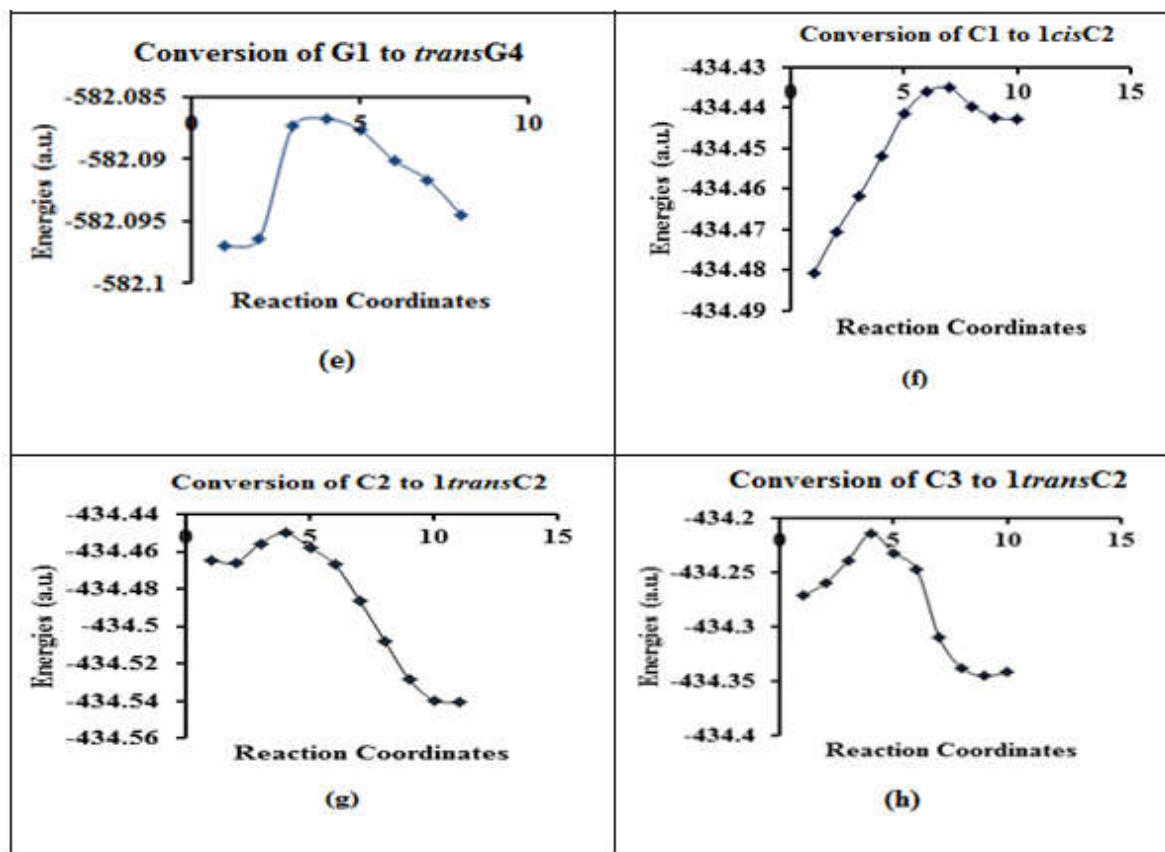 Conversion of G1 to transG4
-582.085
0
5
10
-582.09
-582.095
-582.1
Energies (a.u.)
Reaction Coordinates
(e)
Conversion of C1 to 1cisC2
-434.43
0
5
10
15
-434.44
-434.45
-434.46
-434.47
-434.48
-434.49
Energies (a.u.)
Reaction Coordinates
(f)
Conversion of C2 to 1transC2
-434.44
0
5
10
15
-434.46
-434.48
-434.5
-434.52
-434.54
-434.56
Energies (a.u.)
Reaction Coordinates
(g)
Conversion of C3 to 1transC2
-434.2
0
5
10
15
-434.25
-434.3
-434.35
-434.4
Energies (a.u.)
Reaction Coordinates
(h)